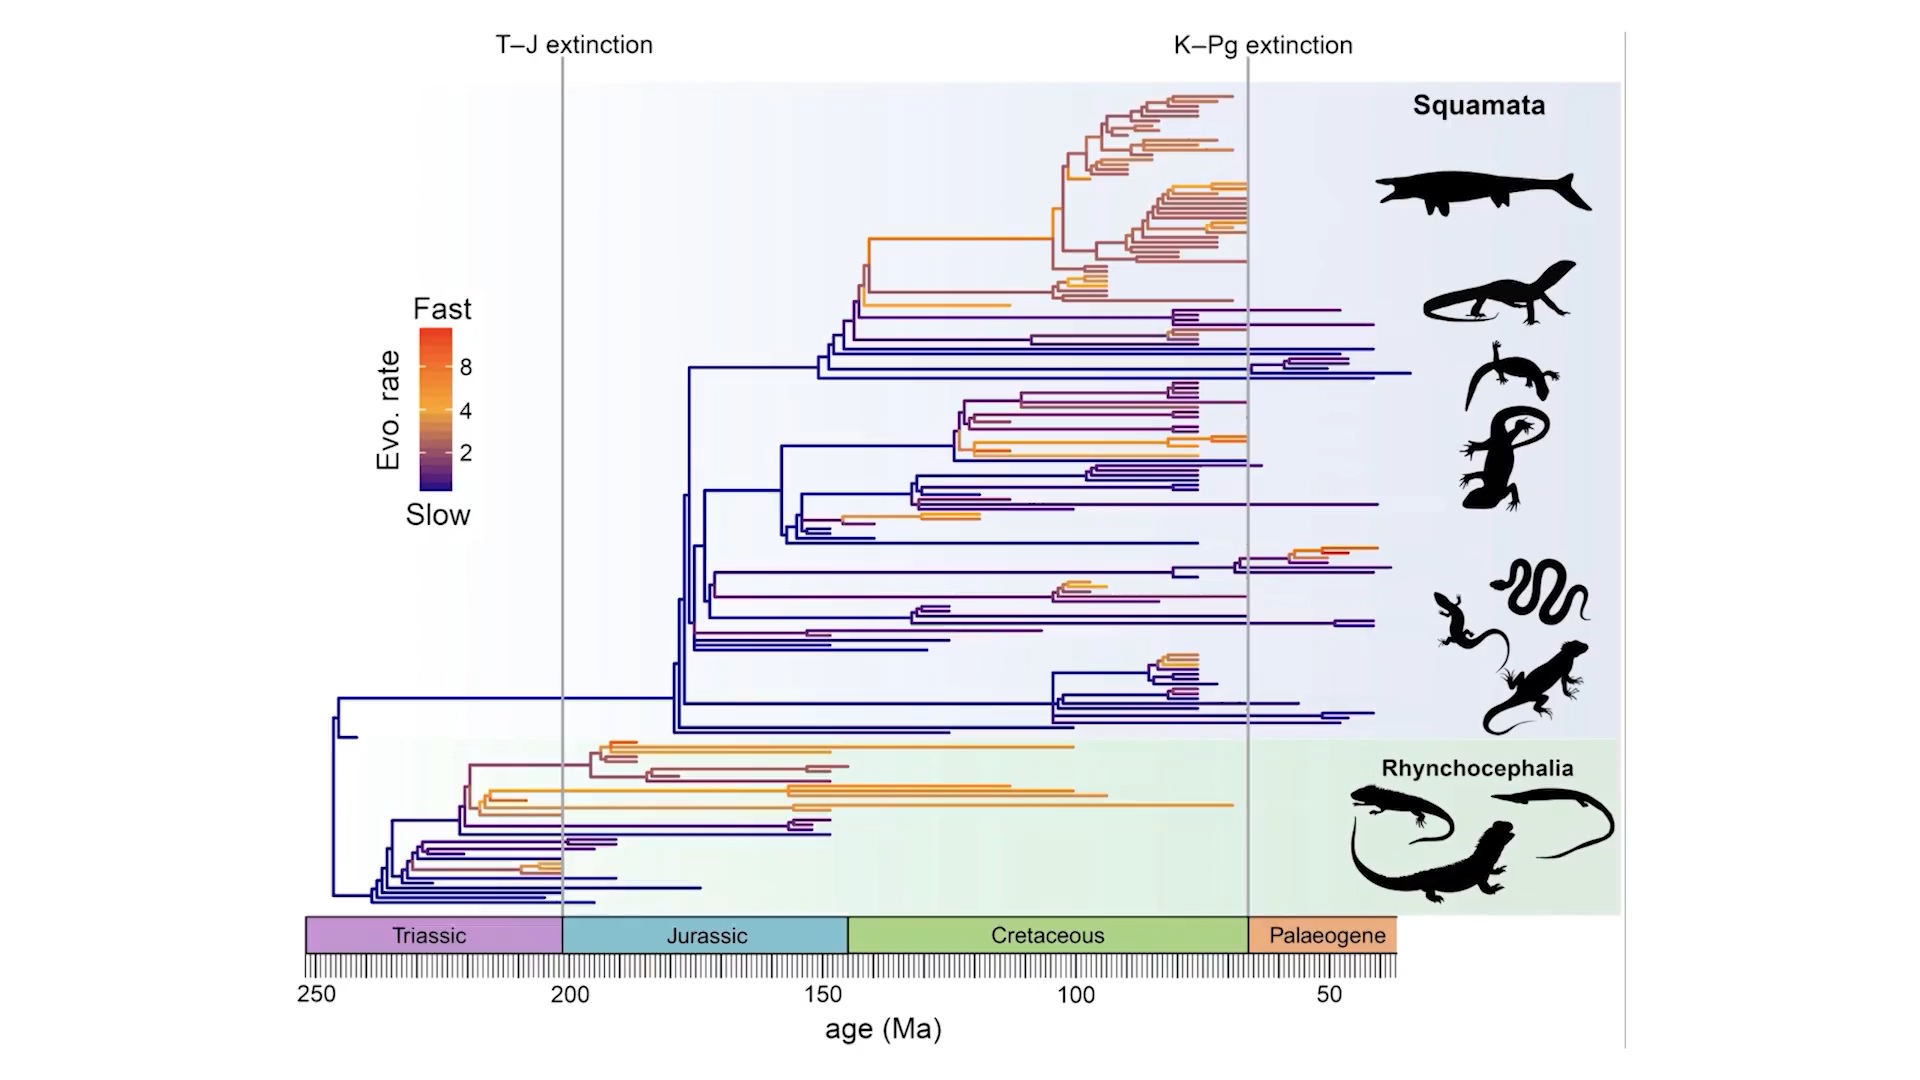 T–J extinction
K–Pg extinction
Squamata
Fast
Evo. rate
8
4
2
Slow
Rhynchocephalia
Triassic
Jurassic
Cretaceous
Palaeogene
250
200
150
100
50
age (Ma)